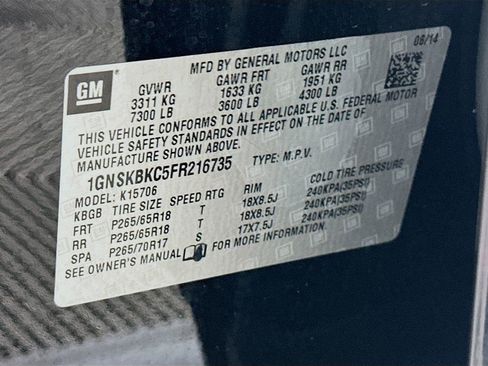 MFD BY GENERAL MOTORS LLC 08/14
GM
GVWR GAWR FRT GAWR RR
3311 KG 1633 KG 1951 KG
7300 LB 3600 LB 4300 LB
THIS VEHICLE CONFORMS TO ALL APPLICABLE U.S. FEDERAL MOTOR
VEHICLE SAFETY STANDARDS IN EFFECT ON THE DATE OF
MANUFACTURE SHOWN ABOVE.
1GNSKBKC5FR216735 TYPE: M.P.V.
MODEL: K15706
KBGB TIRE SIZE SPEED RTG RIM COLD TIRE PRESSURE
FRT P265/65R18 T 18X8.5J 240KPA(35PSI)
RR P265/65R18 T 18X8.5J 240KPA(35PSI)
SPA P265/70R17 S 17X7.5J 240KPA(35PSI)
SEE OWNER'S MANUAL FOR MORE INFORMATION.